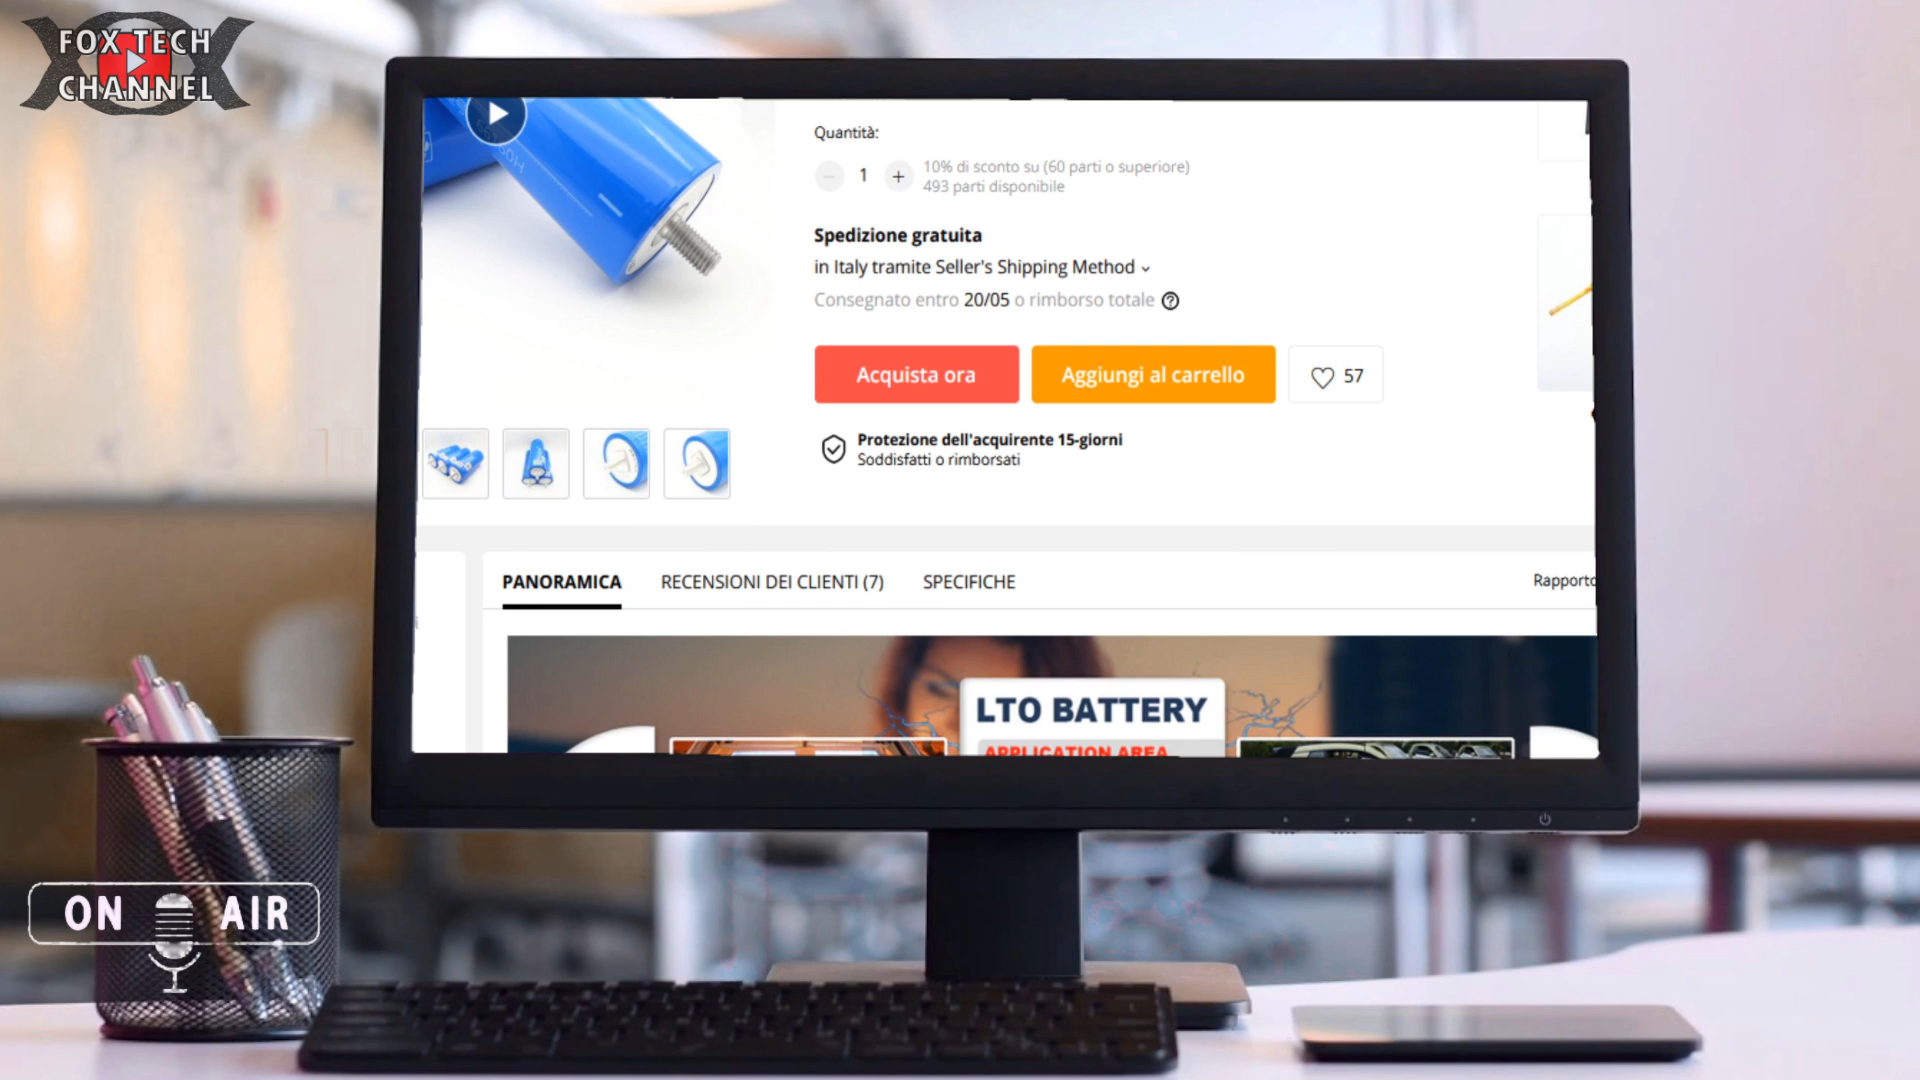 FOX TECH
CHANNEL
Quantità:
1
10% di sconto su (60 parti o superiore)
493 parti disponibile
Spedizione gratuita
in Italy tramite Seller's Shipping Method
Consegnato entro 20/05 o rimborso totale
Acquista ora
Aggiungi al carrello
57
Protezione dell'acquirente 15-giorni
Soddisfatti o rimborsati
PANORAMICA
RECENSIONI DEI CLIENTI (7)
SPECIFICHE
Rapporto
LTO BATTERY
APPLICATION AREA
ON AIR